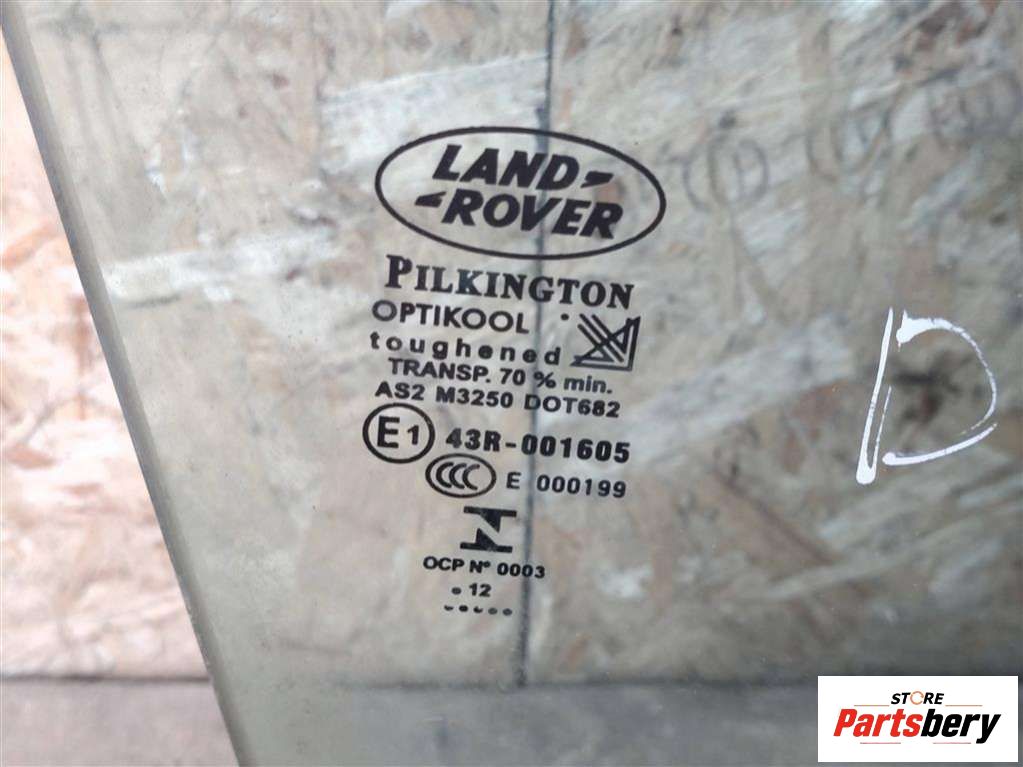 LAND
ROVER
PILKINGTON
OPTIKOOL
toughened
TRANSP. 70 % min.
AS2 M3250 DOT682
E1 43R-001605
CCC E 000199
OCP Nº 0003
. 12
.....
D
STORE
Partsbery